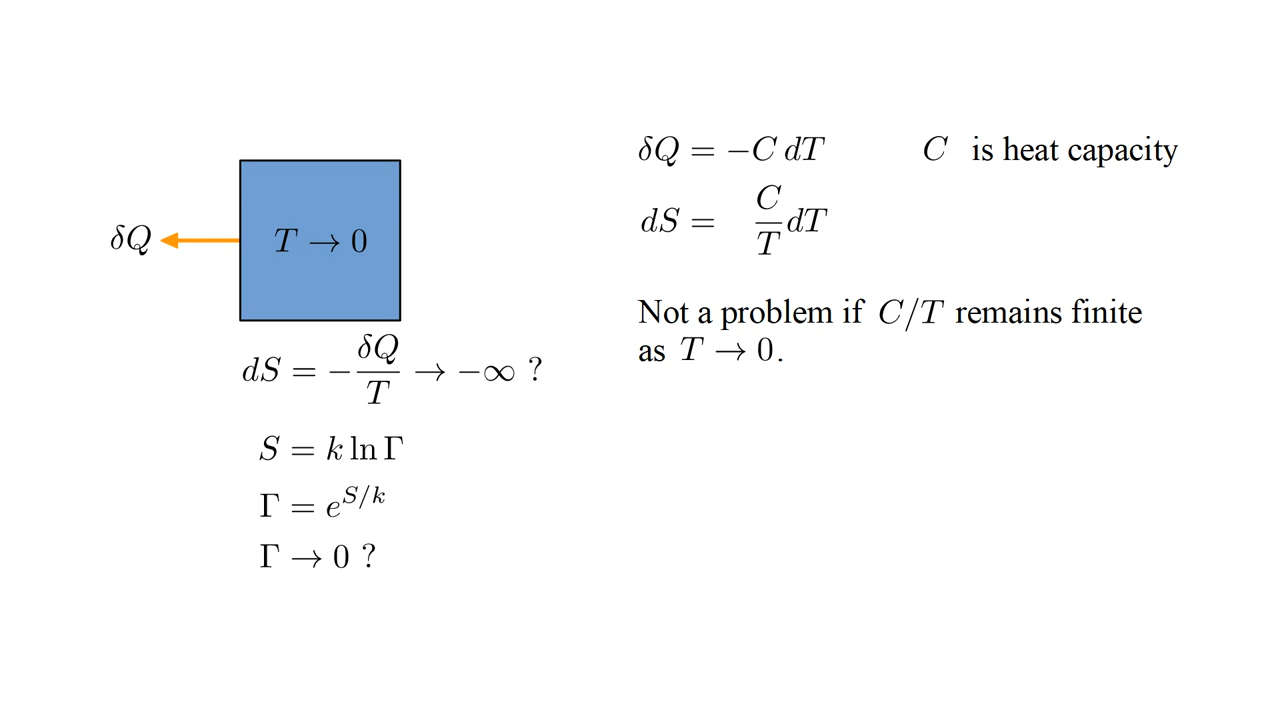 δQ
T → 0
dS = −δQ/T → −∞ ?
S = k ln Γ
Γ = e^{S/k}
Γ → 0 ?
δQ = −C dT C is heat capacity
dS = C/T dT
Not a problem if C/T remains finite
as T → 0.